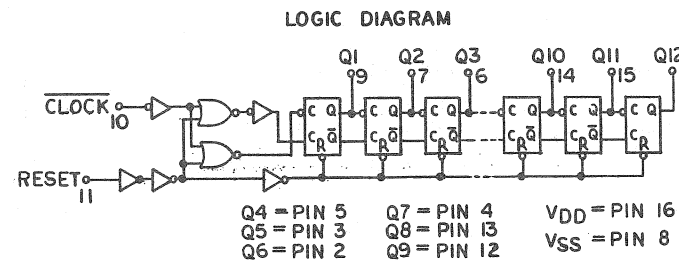 LOGIC DIAGRAM
Q1 Q2 Q3 Q10 Q11 Q12
9 7 6 14 15
CLOCK
10
C Q C Q C Q C Q C Q C Q
C Q̅ C Q̅ C Q̅ C Q̅ C Q̅ C
R R R R R R
RESET
11
Q4 = PIN 5 Q7 = PIN 4 VDD = PIN 16
Q5 = PIN 3 Q8 = PIN 13 VSS = PIN 8
Q6 = PIN 2 Q9 = PIN 12